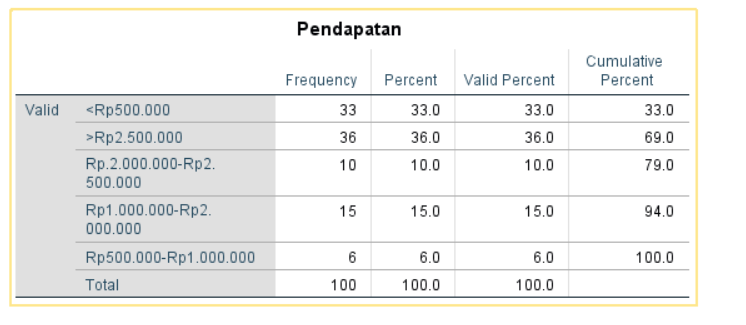 Pendapatan
Frequency Percent Valid Percent Cumulative Percent
Valid <Rp500.000 33 33.0 33.0 33.0
>Rp2.500.000 36 36.0 36.0 69.0
Rp.2.000.000-Rp2.
500.000 10 10.0 10.0 79.0
Rp1.000.000-Rp2.
000.000 15 15.0 15.0 94.0
Rp500.000-Rp1.000.000 6 6.0 6.0 100.0
Total 100 100.0 100.0